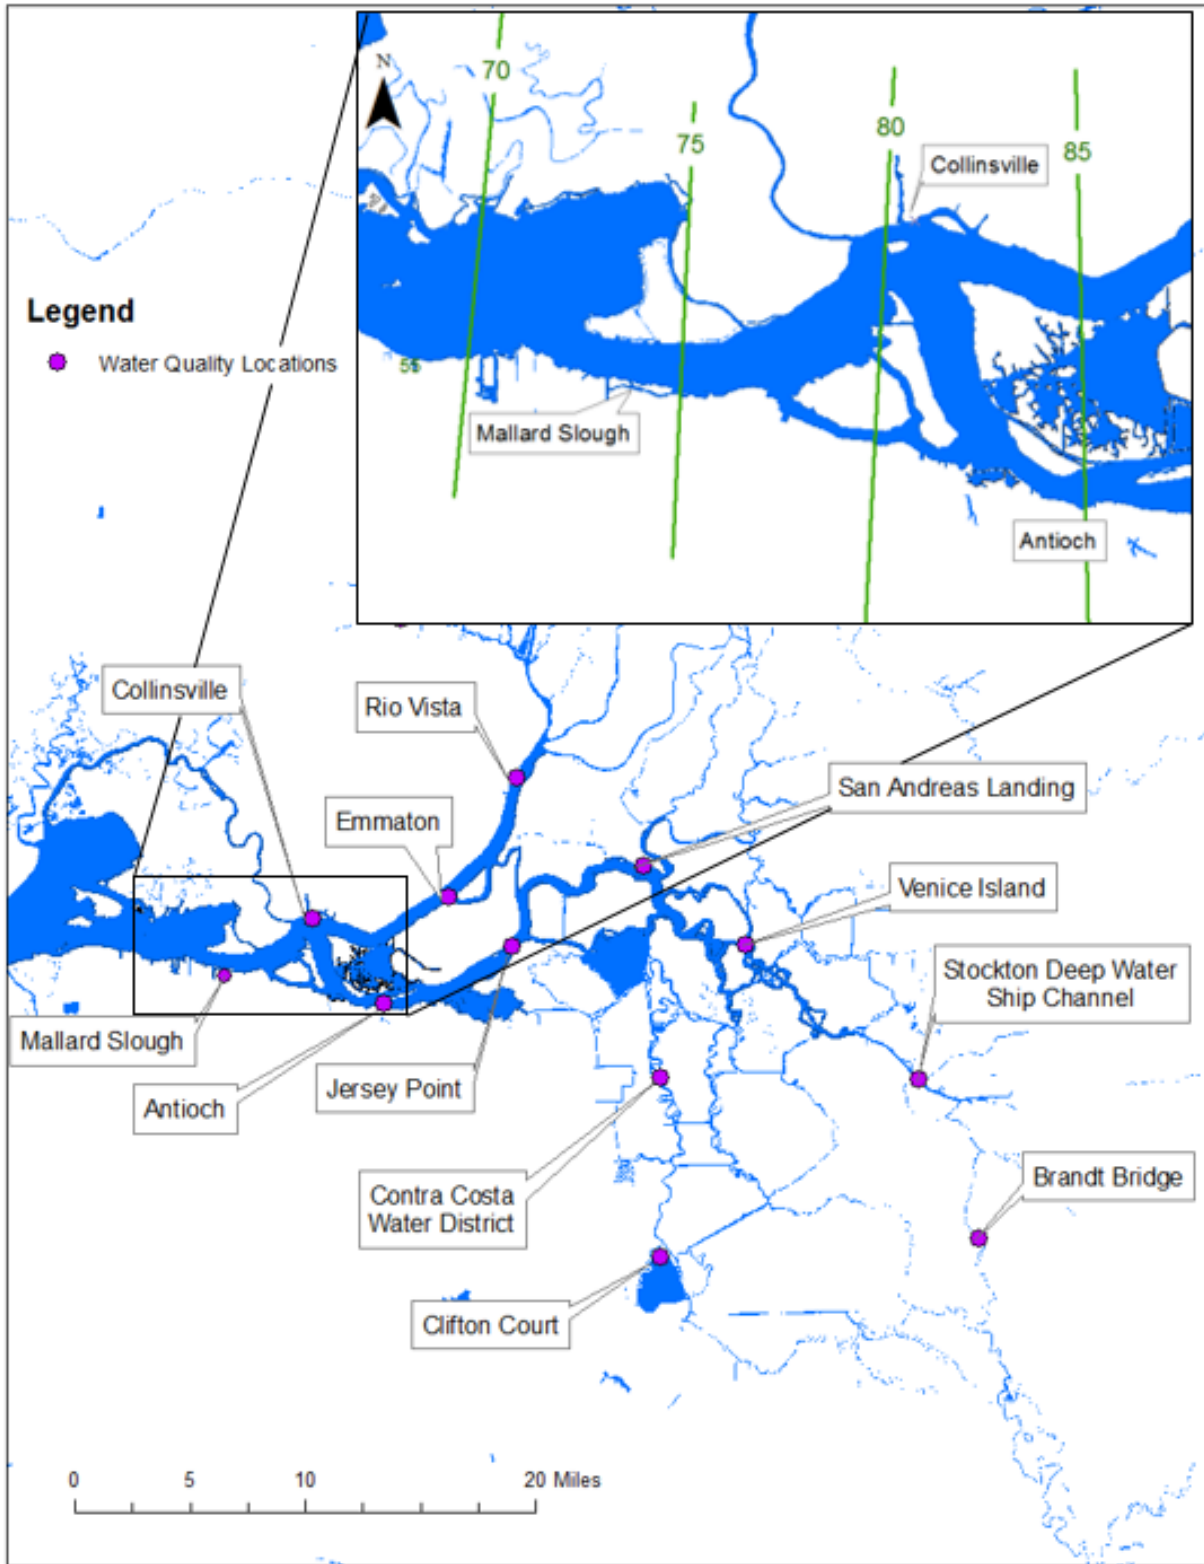 N
70
75
80
85
Collinsville
55
Mallard Slough
Antioch
Legend
Water Quality Locations
Collinsville
Rio Vista
Emmaton
San Andreas Landing
Venice Island
Stockton Deep Water
Ship Channel
Mallard Slough
Antioch
Jersey Point
Contra Costa
Water District
Brandt Bridge
Clifton Court
0 5 10 20 Miles